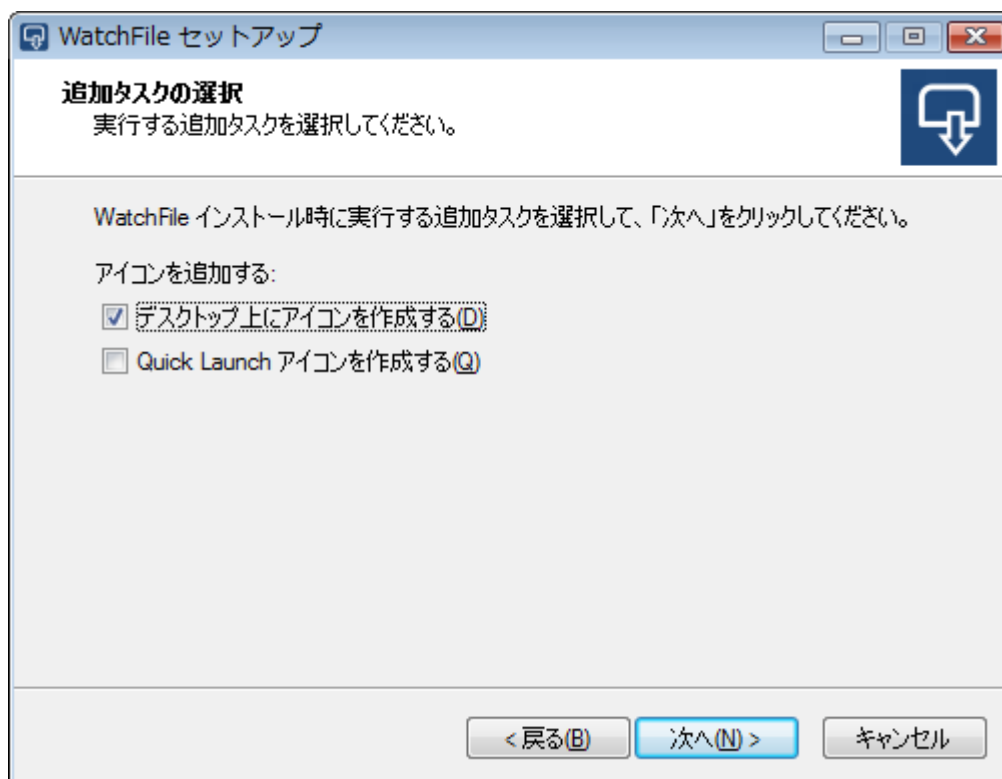 WatchFile セットアップ
追加タスクの選択
実行する追加タスクを選択してください。
WatchFile インストール時に実行する追加タスクを選択して、「次へ」をクリックしてください。
アイコンを追加する:
デスクトップ上にアイコンを作成する(D)
Quick Launch アイコンを作成する(Q)
< 戻る(B) 次へ(N) > キャンセル